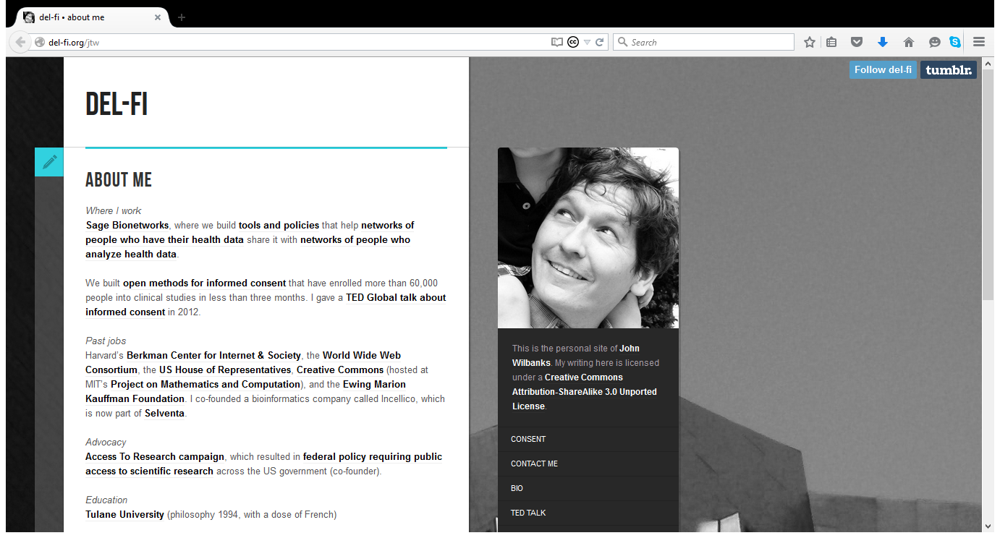 del-fi • about me
del-fi.org/jtw
Search
Follow del-fi
tumblr.
DEL-FI
ABOUT ME
Where I work
Sage Bionetworks, where we build tools and policies that help networks of
people who have their health data share it with networks of people who
analyze health data.
We built open methods for informed consent that have enrolled more than 60,000
people into clinical studies in less than three months. I gave a TED Global talk about
informed consent in 2012.
Past jobs
Harvard's Berkman Center for Internet & Society, the World Wide Web
Consortium, the US House of Representatives, Creative Commons (hosted at
MIT's Project on Mathematics and Computation), and the Ewing Marion
Kauffman Foundation. I co-founded a bioinformatics company called Incellico, which
is now part of Selventa.
Advocacy
Access To Research campaign, which resulted in federal policy requiring public
access to scientific research across the US government (co-founder).
Education
Tulane University (philosophy 1994, with a dose of French)
This is the personal site of John
Wilbanks. My writing here is licensed
under a Creative Commons
Attribution-ShareAlike 3.0 Unported
License.
CONSENT
CONTACT ME
BIO
TED TALK